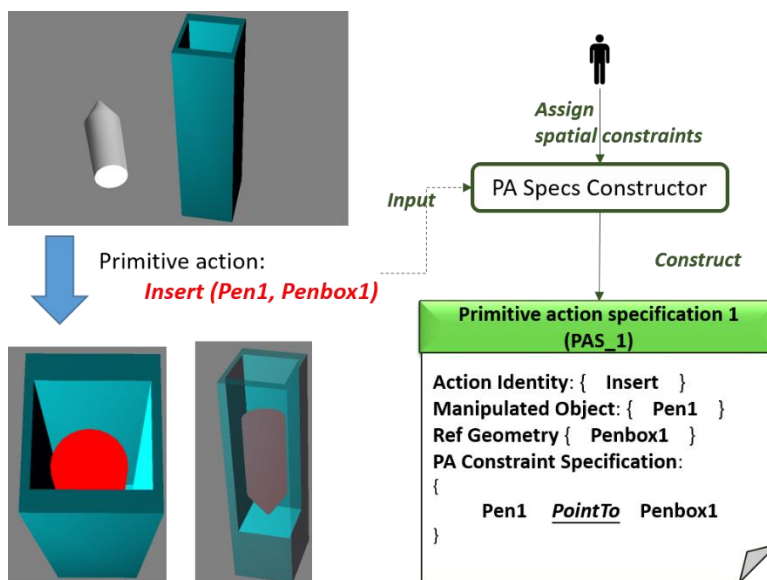 Assign
spatial constraints
PA Specs Constructor
Input
Primitive action:
Insert (Pen1, Penbox1)
Construct
Primitive action specification 1
(PAS_1)
Action Identity: {   Insert   }
Manipulated Object: {   Pen1   }
Ref Geometry {   Penbox1   }
PA Constraint Specification:
{
Pen1   PointTo   Penbox1
}